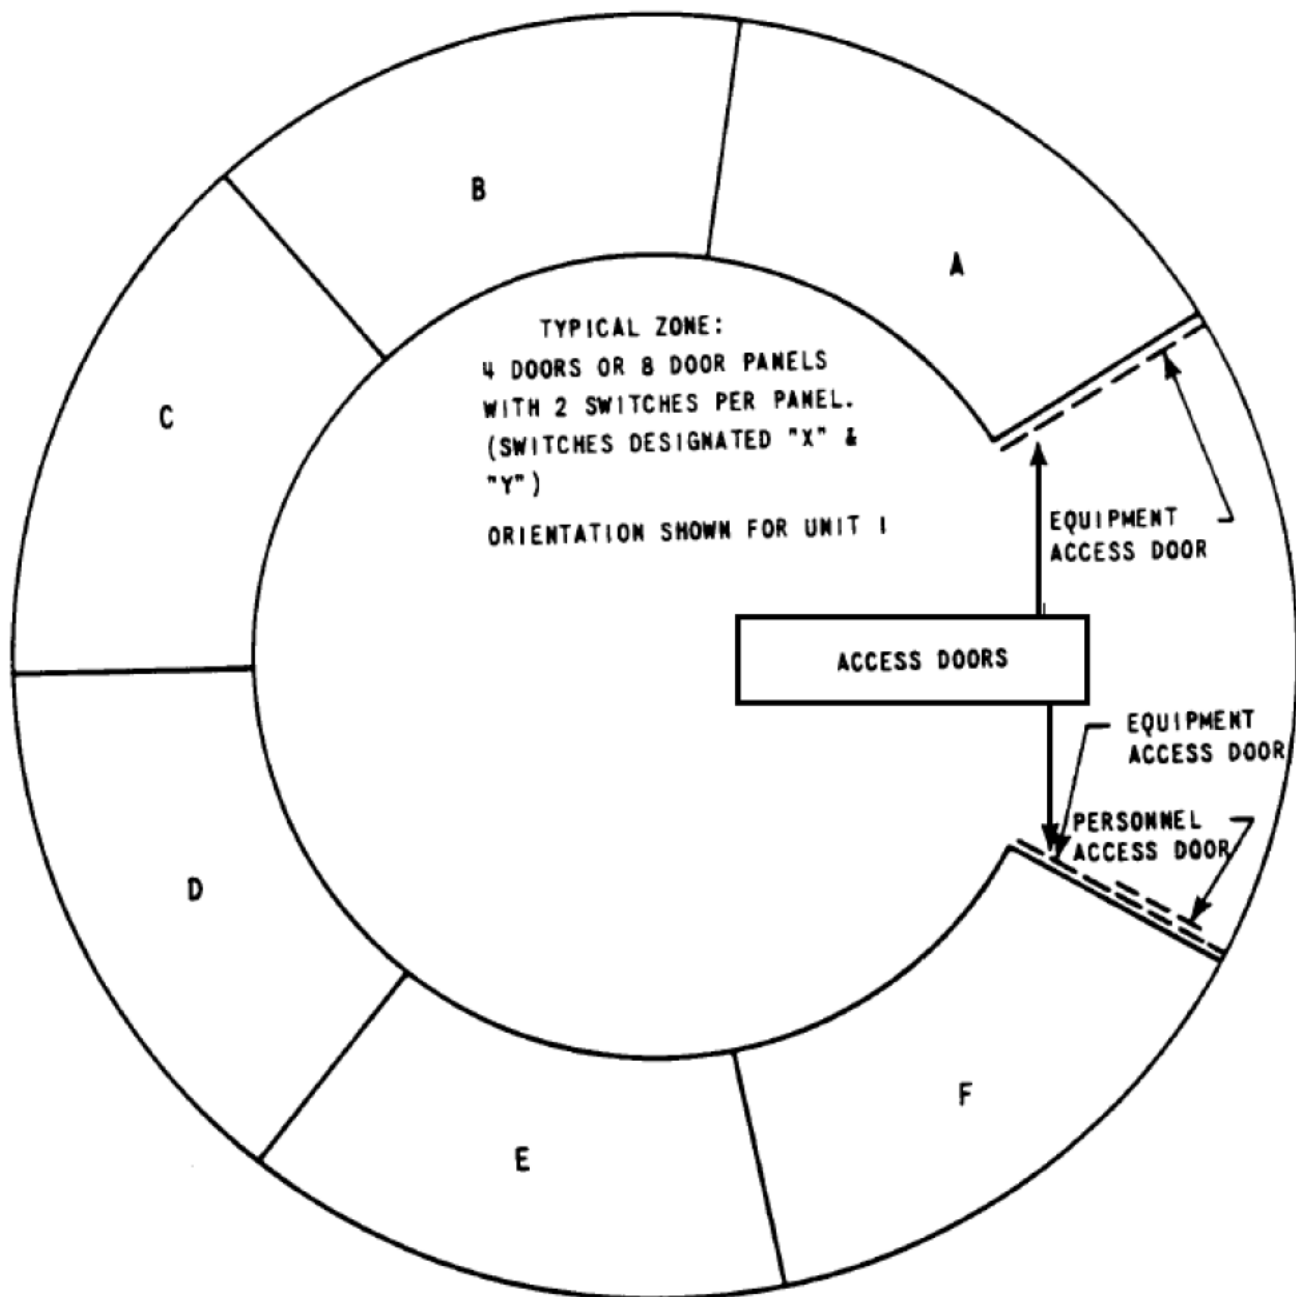 B
A
TYPICAL ZONE:
4 DOORS OR 8 DOOR PANELS
WITH 2 SWITCHES PER PANEL.
(SWITCHES DESIGNATED "X" &
"Y")
ORIENTATION SHOWN FOR UNIT 1
C
EQUIPMENT
ACCESS DOOR
ACCESS DOORS
EQUIPMENT
ACCESS DOOR
PERSONNEL
ACCESS DOOR
D
F
E